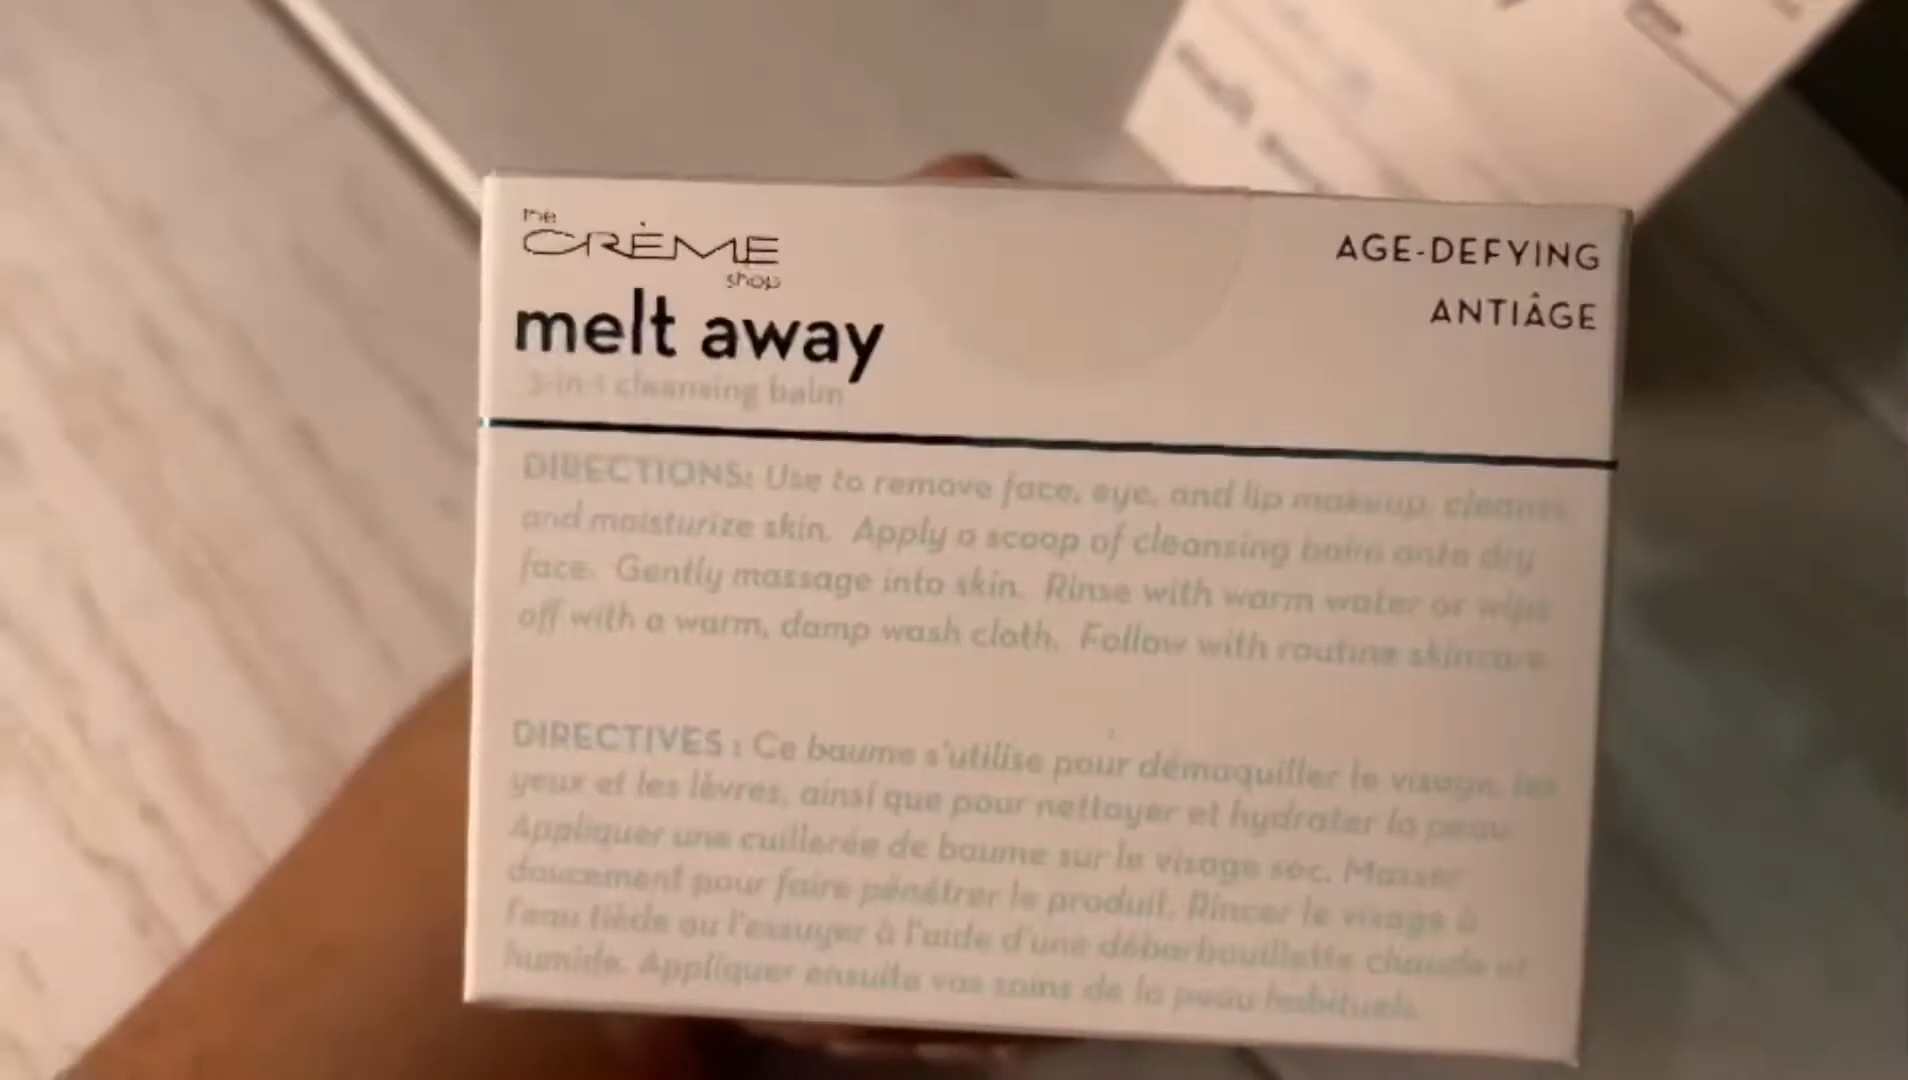 the
CRÈME
shop
melt away
3-in-1 cleansing balm
AGE-DEFYING
ANTIÂGE
DIRECTIONS: Use to remove face, eye, and lip makeup, cleanse
and moisturize skin. Apply a scoop of cleansing balm onto dry
face. Gently massage into skin. Rinse with warm water or wipe
off with a warm, damp wash cloth. Follow with routine skincare.
DIRECTIVES : Ce baume s'utilise pour démaquiller le visage, les
yeux et les lèvres, ainsi que pour nettoyer et hydrater la peau.
Appliquer une cuillerée de baume sur le visage sec. Masser
doucement pour faire pénétrer le produit. Rincer le visage à
l'eau tiède ou l'essuyer à l'aide d'une débarbouillette chaude et
humide. Appliquer ensuite vos soins de la peau habituels.